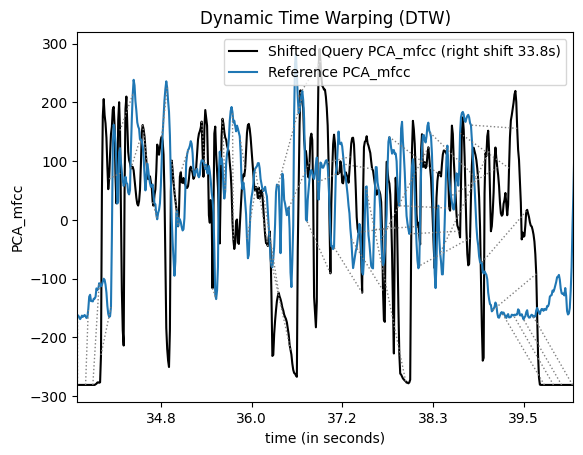 Dynamic Time Warping (DTW)
Shifted Query PCA_mfcc (right shift 33.8s)
Reference PCA_mfcc
300
200
100
0
−100
−200
−300
PCA_mfcc
34.8 36.0 37.2 38.3 39.5
time (in seconds)